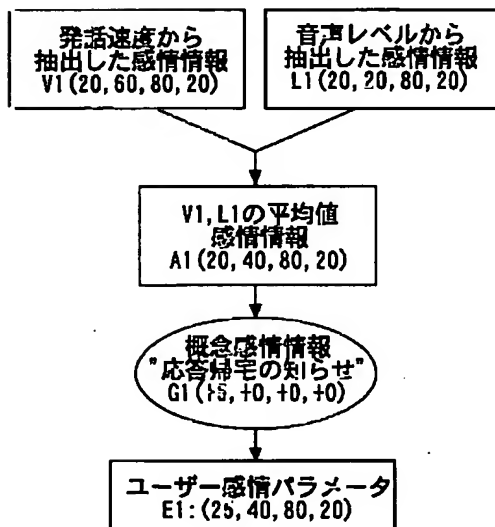 発話速度から
抽出した感情情報
V1(20,60,80,20)
音声レベルから
抽出した感情情報
L1(20,20,80,20)
V1,L1の平均値
感情情報
A1(20,40,80,20)
概念感情情報
"応答帰宅の知らせ"
G1(+5,+0,+0,+0)
ユーザー感情パラメータ
E1:(25,40,80,20)